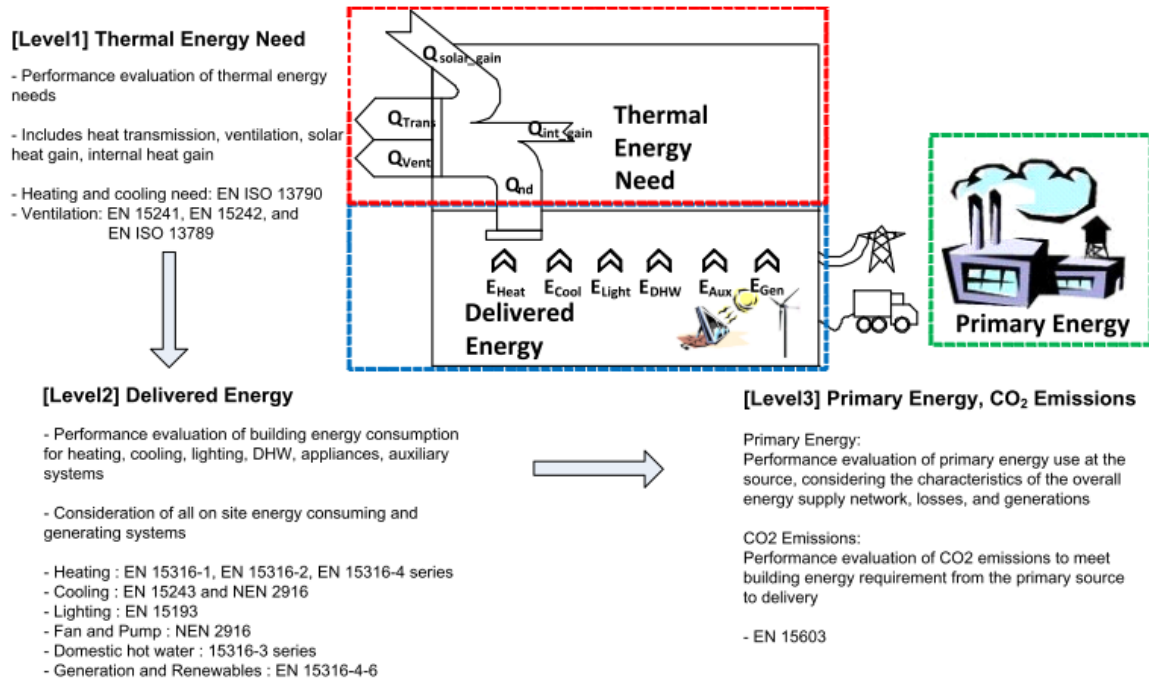 [Level1] Thermal Energy Need
- Performance evaluation of thermal energy
needs
- Includes heat transmission, ventilation, solar
heat gain, internal heat gain
- Heating and cooling need: EN ISO 13790
- Ventilation: EN 15241, EN 15242, and
EN ISO 13789
Q solar_gain
QTrans
QVent
Qint_gain
Qnd
Thermal
Energy
Need
EHeat
ECool
ELight
EDHW
EAux
EGen
Delivered
Energy
Primary Energy
[Level2] Delivered Energy
- Performance evaluation of building energy consumption
for heating, cooling, lighting, DHW, appliances, auxiliary
systems
- Consideration of all on site energy consuming and
generating systems
- Heating : EN 15316-1, EN 15316-2, EN 15316-4 series
- Cooling : EN 15243 and NEN 2916
- Lighting : EN 15193
- Fan and Pump : NEN 2916
- Domestic hot water : 15316-3 series
- Generation and Renewables : EN 15316-4-6
[Level3] Primary Energy, CO₂ Emissions
Primary Energy:
Performance evaluation of primary energy use at the
source, considering the characteristics of the overall
energy supply network, losses, and generations
CO2 Emissions:
Performance evaluation of CO2 emissions to meet
building energy requirement from the primary source
to delivery
- EN 15603